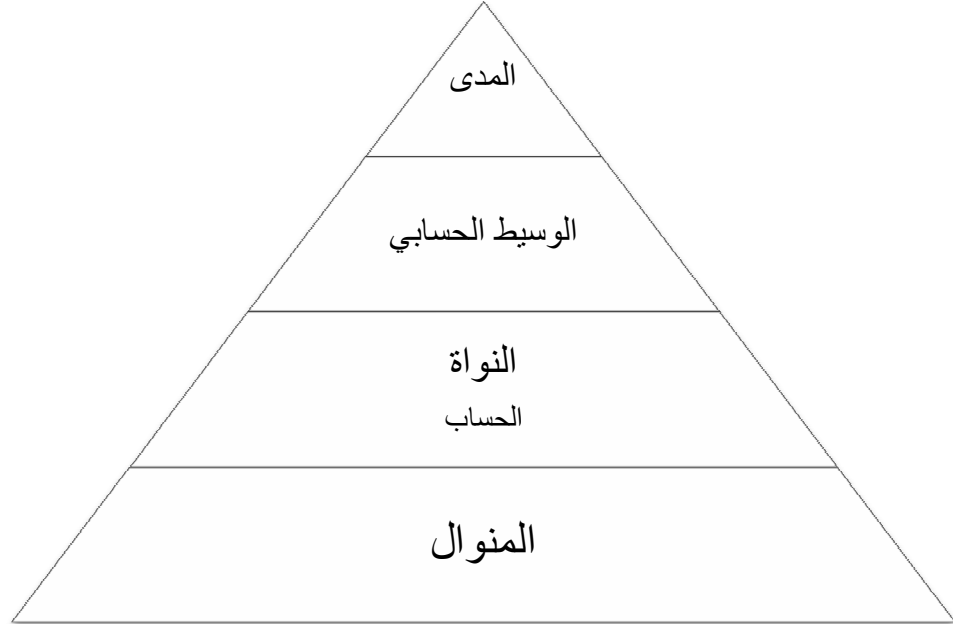 المدى
الوسيط الحسابي
النواة
الحساب
المنوال